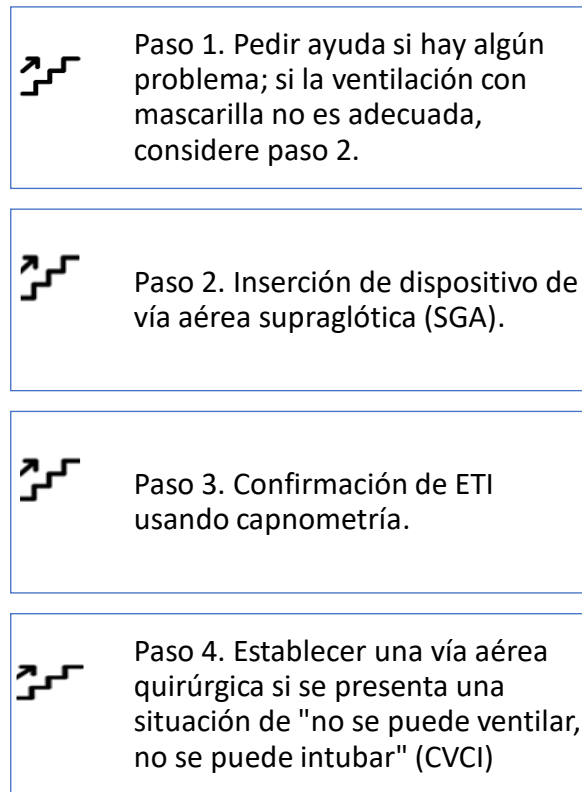 Paso 1. Pedir ayuda si hay algún
problema; si la ventilación con
mascarilla no es adecuada,
considere paso 2.
Paso 2. Inserción de dispositivo de
vía aérea supraglótica (SGA).
Paso 3. Confirmación de ETI
usando capnometría.
Paso 4. Establecer una vía aérea
quirúrgica si se presenta una
situación de "no se puede ventilar,
no se puede intubar" (CVCI)